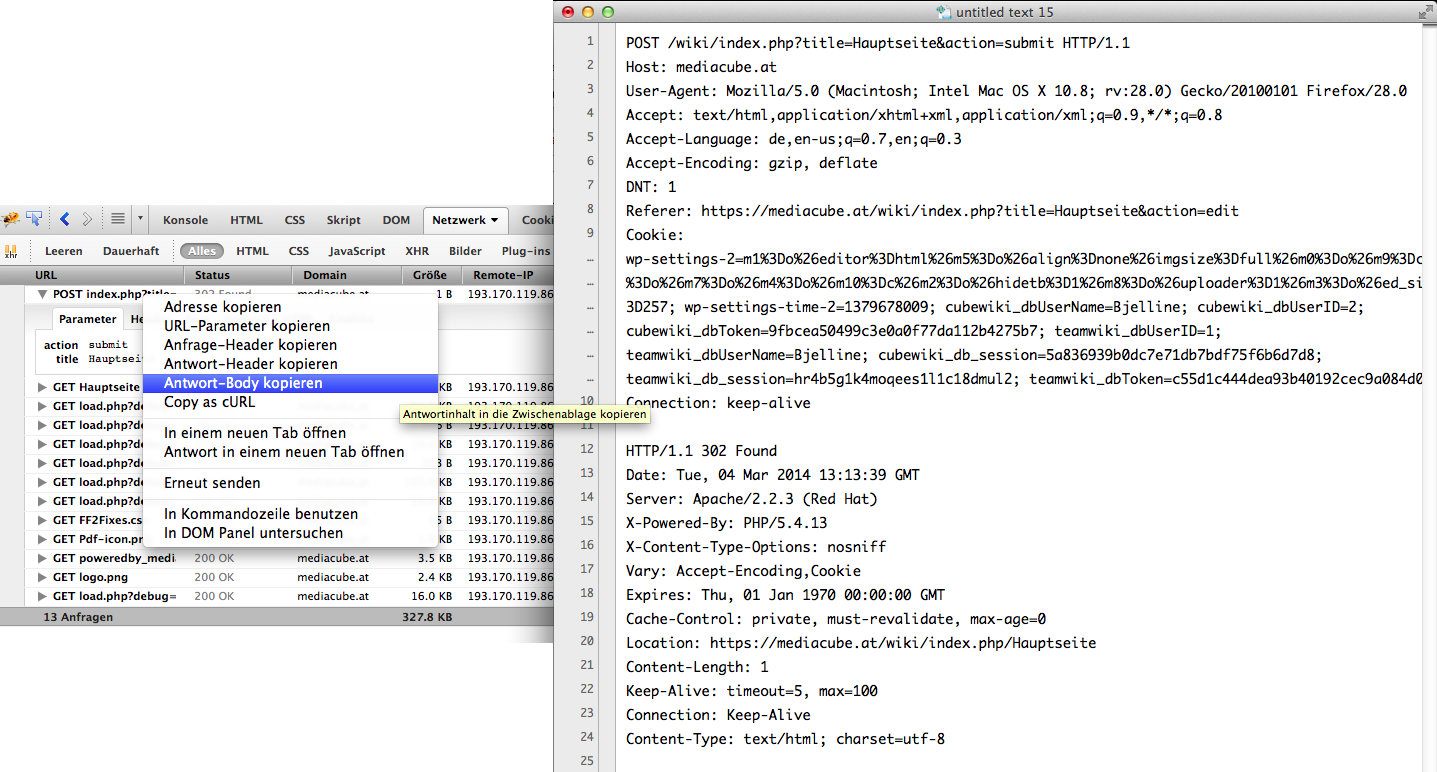 Konsole HTML CSS Skript DOM Netzwerk Cooki
xhr Leeren Dauerhaft Alles HTML CSS JavaScript XHR Bilder Plug-ins
URL Status Domain Größe Remote-IP
POST index.php?title= 302 Found mediacube.at 1 B 193.170.119.86
Parameter He
action submit
title Hauptsei
GET Hauptseite KB 193.170.119.86
GET load.php?de B 193.170.119.86
GET load.php?de B 193.170.119.86
GET load.php?de KB 193.170.119.86
GET load.php?de B 193.170.119.86
GET load.php?de KB 193.170.119.86
GET load.php?de KB 193.170.119.86
GET FF2Fixes.cs B 193.170.119.86
GET Pdf-icon.pn KB 193.170.119.86
GET poweredby_medi 200 OK mediacube.at 3.5 KB 193.170.119.86
GET logo.png 200 OK mediacube.at 2.4 KB 193.170.119.86
GET load.php?debug= 200 OK mediacube.at 16.0 KB 193.170.119.86
13 Anfragen 327.8 KB
Adresse kopieren
URL-Parameter kopieren
Anfrage-Header kopieren
Antwort-Header kopieren
Antwort-Body kopieren
Copy as cURL
In einem neuen Tab öffnen
Antwort in einem neuen Tab öffnen
Erneut senden
In Kommandozeile benutzen
In DOM Panel untersuchen
Antwortinhalt in die Zwischenablage kopieren
untitled text 15
1 POST /wiki/index.php?title=Hauptseite&action=submit HTTP/1.1
2 Host: mediacube.at
3 User-Agent: Mozilla/5.0 (Macintosh; Intel Mac OS X 10.8; rv:28.0) Gecko/20100101 Firefox/28.0
4 Accept: text/html,application/xhtml+xml,application/xml;q=0.9,*/*;q=0.8
5 Accept-Language: de,en-us;q=0.7,en;q=0.3
6 Accept-Encoding: gzip, deflate
7 DNT: 1
8 Referer: https://mediacube.at/wiki/index.php?title=Hauptseite&action=edit
9 Cookie:
… wp-settings-2=m1%3Do%26editor%3Dhtml%26m5%3Do%26align%3Dnone%26imgsize%3Dfull%26m0%3Do%26m9%3Dc
… %3Do%26m7%3Do%26m4%3Do%26m10%3Dc%26m2%3Do%26hidetb%3D1%26m8%3Do%26uploader%3D1%26m3%3Do%26ed_si
… 3D257; wp-settings-time-2=1379678009; cubewiki_dbUserName=Bjelline; cubewiki_dbUserID=2;
… cubewiki_dbToken=9fbcea50499c3e0a0f77da112b4275b7; teamwiki_dbUserID=1;
… teamwiki_dbUserName=Bjelline; cubewiki_db_session=5a836939b0dc7e71db7bdf75f6b6d7d8;
… teamwiki_db_session=hr4b5g1k4moqees1l1c18dmul2; teamwiki_dbToken=c55d1c444dea93b40192cec9a084d0
10 Connection: keep-alive
11
12 HTTP/1.1 302 Found
13 Date: Tue, 04 Mar 2014 13:13:39 GMT
14 Server: Apache/2.2.3 (Red Hat)
15 X-Powered-By: PHP/5.4.13
16 X-Content-Type-Options: nosniff
17 Vary: Accept-Encoding,Cookie
18 Expires: Thu, 01 Jan 1970 00:00:00 GMT
19 Cache-Control: private, must-revalidate, max-age=0
20 Location: https://mediacube.at/wiki/index.php/Hauptseite
21 Content-Length: 1
22 Keep-Alive: timeout=5, max=100
23 Connection: Keep-Alive
24 Content-Type: text/html; charset=utf-8
25